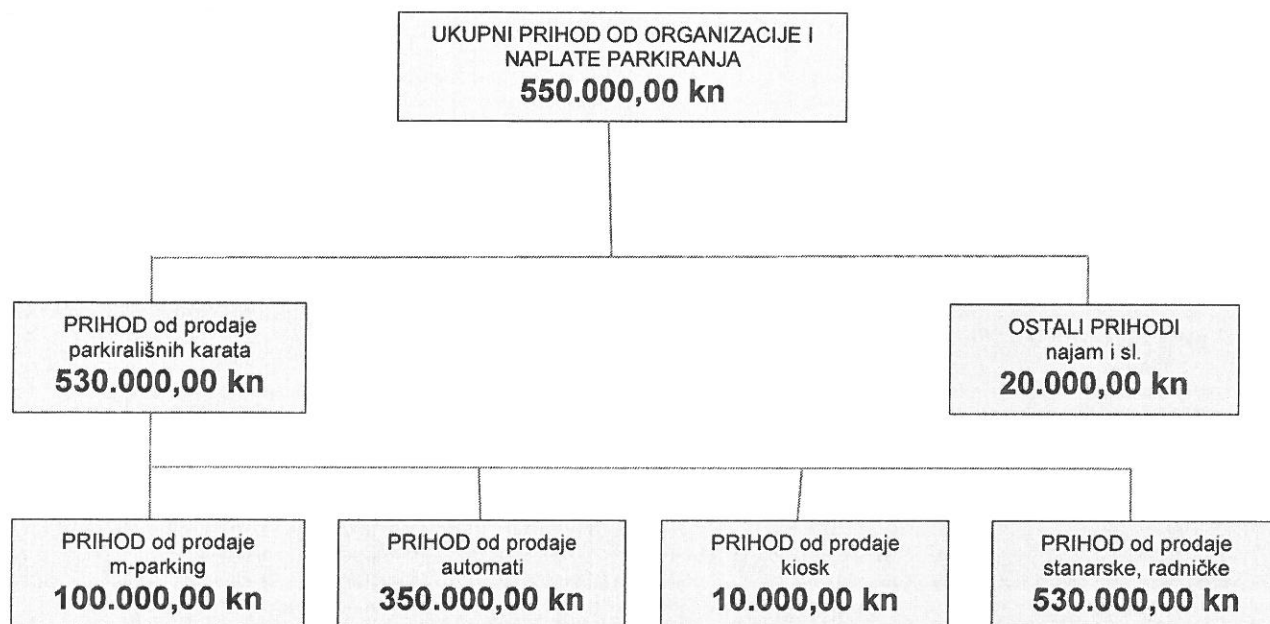 UKUPNI PRIHOD OD ORGANIZACIJE I
NAPLATE PARKIRANJA
550.000,00 kn
PRIHOD od prodaje
parkirališnih karata
530.000,00 kn
OSTALI PRIHODI
najam i sl.
20.000,00 kn
PRIHOD od prodaje
m-parking
100.000,00 kn
PRIHOD od prodaje
automati
350.000,00 kn
PRIHOD od prodaje
kiosk
10.000,00 kn
PRIHOD od prodaje
stanarske, radničke
530.000,00 kn